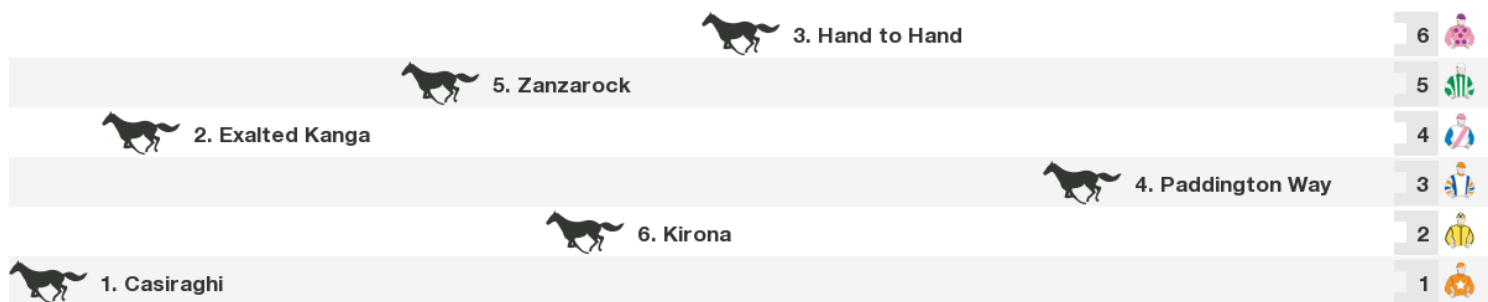 3. Hand to Hand 6
5. Zanzarock 5
2. Exalted Kanga 4
4. Paddington Way 3
6. Kirona 2
1. Casiraghi 1